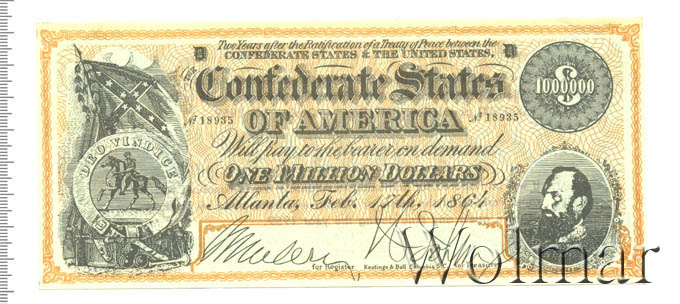 Two Years after the Ratification of a Treaty of Peace between the
CONFEDERATE STATES & THE UNITED STATES,
Confederate States
OF AMERICA
No 18935
No 18935
1000000
$
Will pay to the bearer on demand
ONE MILLION DOLLARS
Atlanta, Feb. 17th, 1864
DEO VINDICE
for Register
Keatinge & Ball Columbia S.C.
for Treasurer
Wolmar